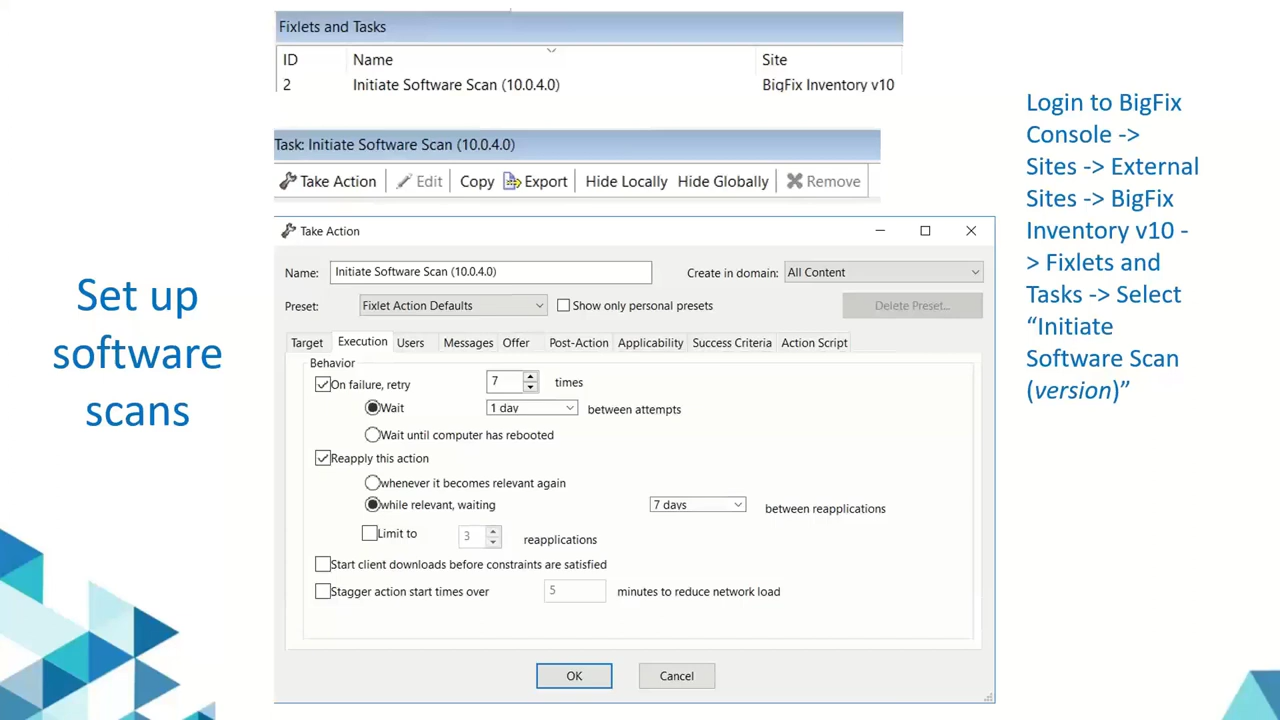 Fixlets and Tasks
ID Name Site
2 Initiate Software Scan (10.0.4.0) BigFix Inventory v10
Task: Initiate Software Scan (10.0.4.0)
Take Action Edit Copy Export Hide Locally Hide Globally Remove
Take Action
Name: Initiate Software Scan (10.0.4.0) Create in domain: All Content
Preset: Fixlet Action Defaults Show only personal presets Delete Preset...
Target Execution Users Messages Offer Post-Action Applicability Success Criteria Action Script
Behavior
On failure, retry 7 times
Wait 1 day between attempts
Wait until computer has rebooted
Reapply this action
whenever it becomes relevant again
while relevant, waiting 7 days between reapplications
Limit to 3 reapplications
Start client downloads before constraints are satisfied
Stagger action start times over 5 minutes to reduce network load
OK Cancel
Set up
software
scans
Login to BigFix
Console ->
Sites -> External
Sites -> BigFix
Inventory v10 -
> Fixlets and
Tasks -> Select
“Initiate
Software Scan
(version)”